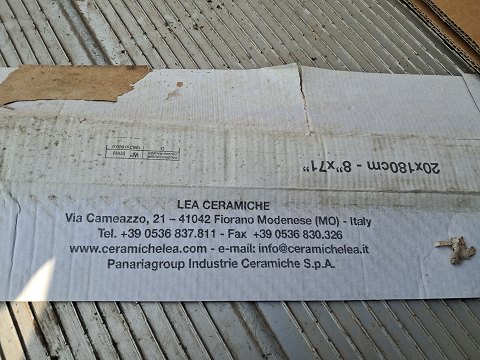 20x180cm - 8"x71"
LEA CERAMICHE
Via Cameazzo, 21 – 41042 Fiorano Modenese (MO) - Italy
Tel. +39 0536 837.811 - Fax +39 0536 830.326
www.ceramichelea.com - e-mail: info@ceramichelea.it
Panariagroup Industrie Ceramiche S.p.A.